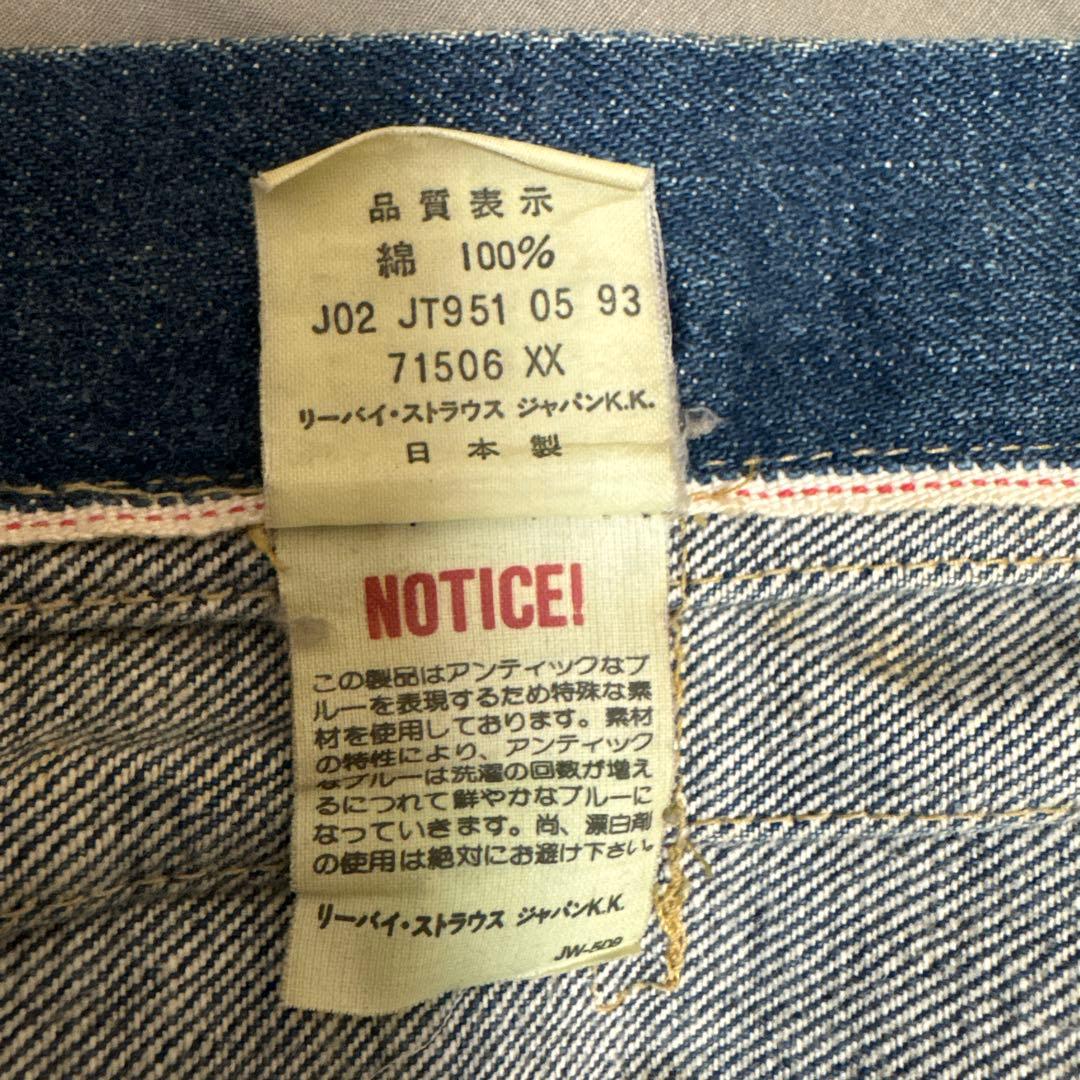 品質表示
綿 100%
J02 JT951 05 93
71506 XX
リーバイ・ストラウス ジャパンK.K.
日本製
NOTICE!
この製品はアンティックなブ
ルーを表現するため特殊な素
材を使用しております。素材
の特性により、アンティック
なブルーは洗濯の回数が増え
るにつれて鮮やかなブルーに
なっていきます。尚、漂白剤
の使用は絶対にお避け下さい。
リーバイ・ストラウス ジャパンK.K.
JW-509